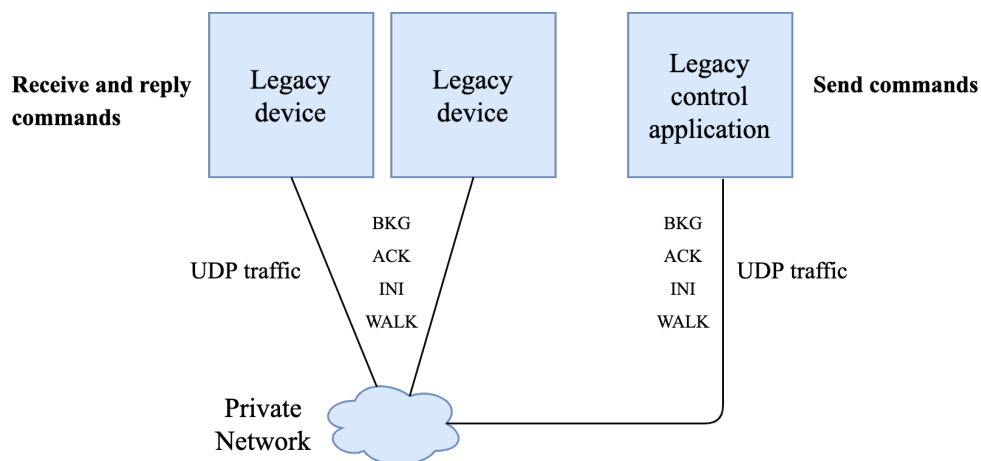 Receive and reply
commands
Legacy
device
Legacy
device
Legacy
control
application
Send commands
UDP traffic
BKG
ACK
INI
WALK
BKG
ACK
INI
WALK
UDP traffic
Private
Network